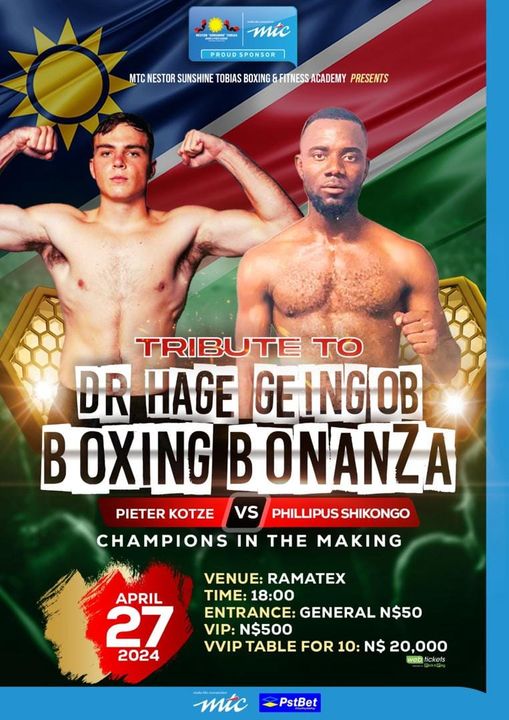 NESTOR "SUNSHINE" TOBIAS
mtc
PROUD SPONSOR
MTC NESTOR SUNSHINE TOBIAS BOXING & FITNESS ACADEMY PRESENTS
TRIBUTE TO
DR HAGE GEINGOB
BOXING BONANZA
PIETER KOTZE VS PHILLIPUS SHIKONGO
CHAMPIONS IN THE MAKING
APRIL
27
2024
VENUE: RAMATEX
TIME: 18:00
ENTRANCE: GENERAL N$50
VIP: N$500
VVIP TABLE FOR 10: N$ 20,000
webtickets
mtc
PstBet